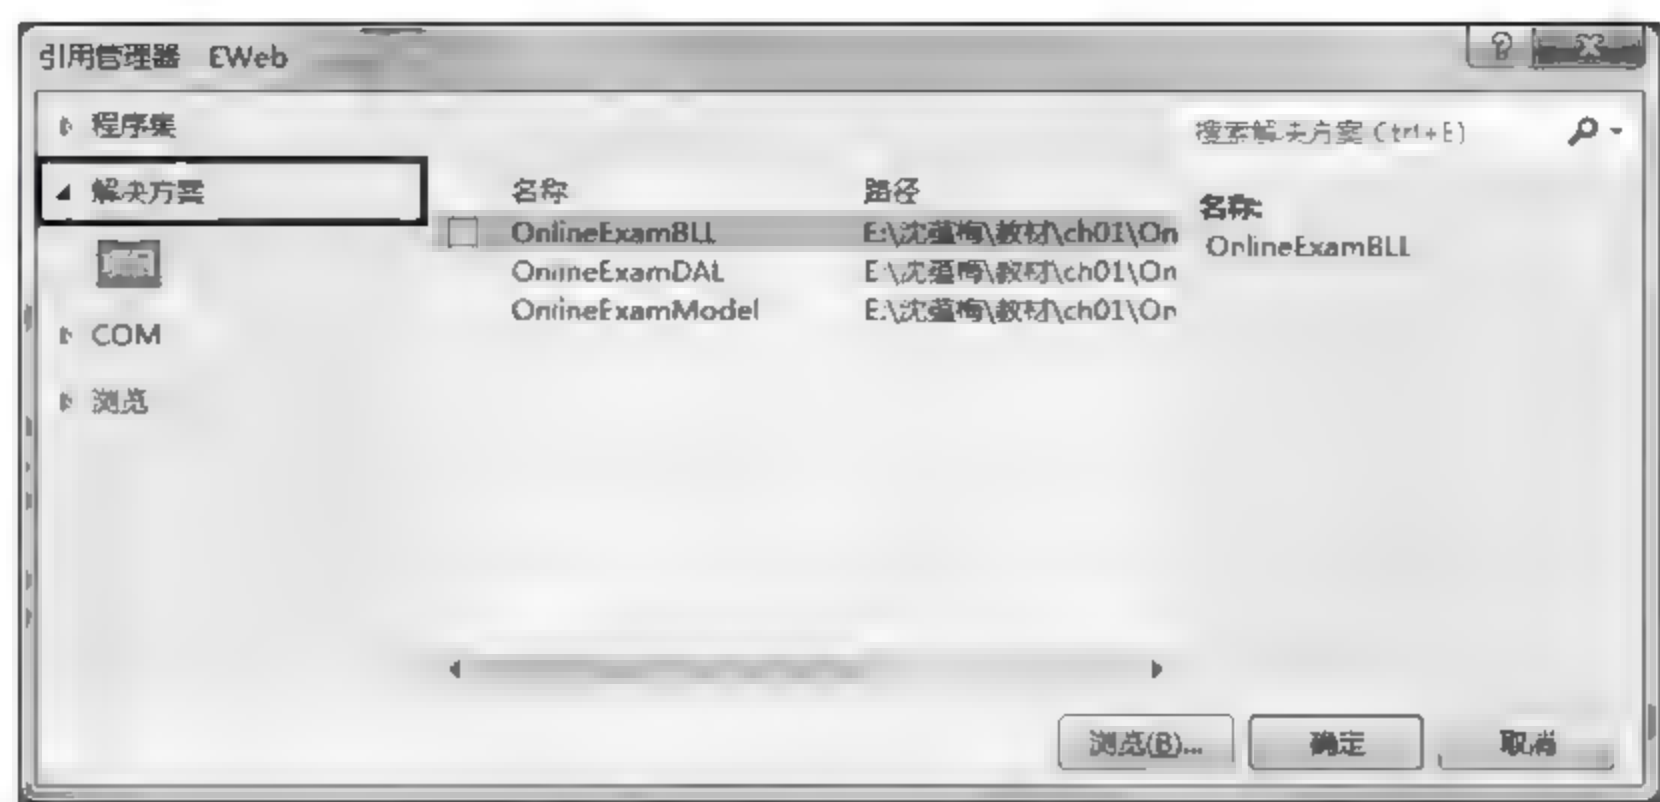 引用管理器 EWeb
程序集
解决方案
COM
浏览
名称 路径
OnlineExamBLL E:\沈蕴梅\教材\ch01\On
OnlineExamDAL E:\沈蕴梅\教材\ch01\On
OnlineExamModel E:\沈蕴梅\教材\ch01\On
搜索解决方案 (Ctrl+E)
名称:
OnlineExamBLL
浏览(B)...
确定
取消